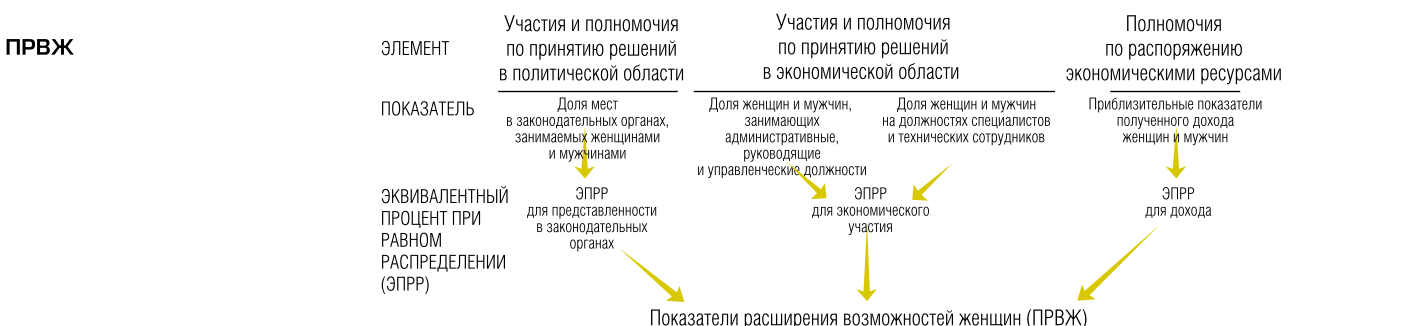 ПРВЖ
ЭЛЕМЕНТ
Участия и полномочия
по принятию решений
в политической области
Участия и полномочия
по принятию решений
в экономической области
Полномочия
по распоряжению
экономическими ресурсами
ПОКАЗАТЕЛЬ
Доля мест
в законодательных органах,
занимаемых женщинами
и мужчинами
Доля женщин и мужчин,
занимающих
административные,
руководящие
и управленческие должности
Доля женщин и мужчин
на должностях специалистов
и технических сотрудников
Приблизительные показатели
полученного дохода
женщин и мужчин
ЭКВИВАЛЕНТНЫЙ
ПРОЦЕНТ ПРИ
РАВНОМ
РАСПРЕДЕЛЕНИИ
(ЭПРР)
ЭПРР
для представленности
в законодательных
органах
ЭПРР
для экономического
участия
ЭПРР
для дохода
Показатели расширения возможностей женщин (ПРВЖ)